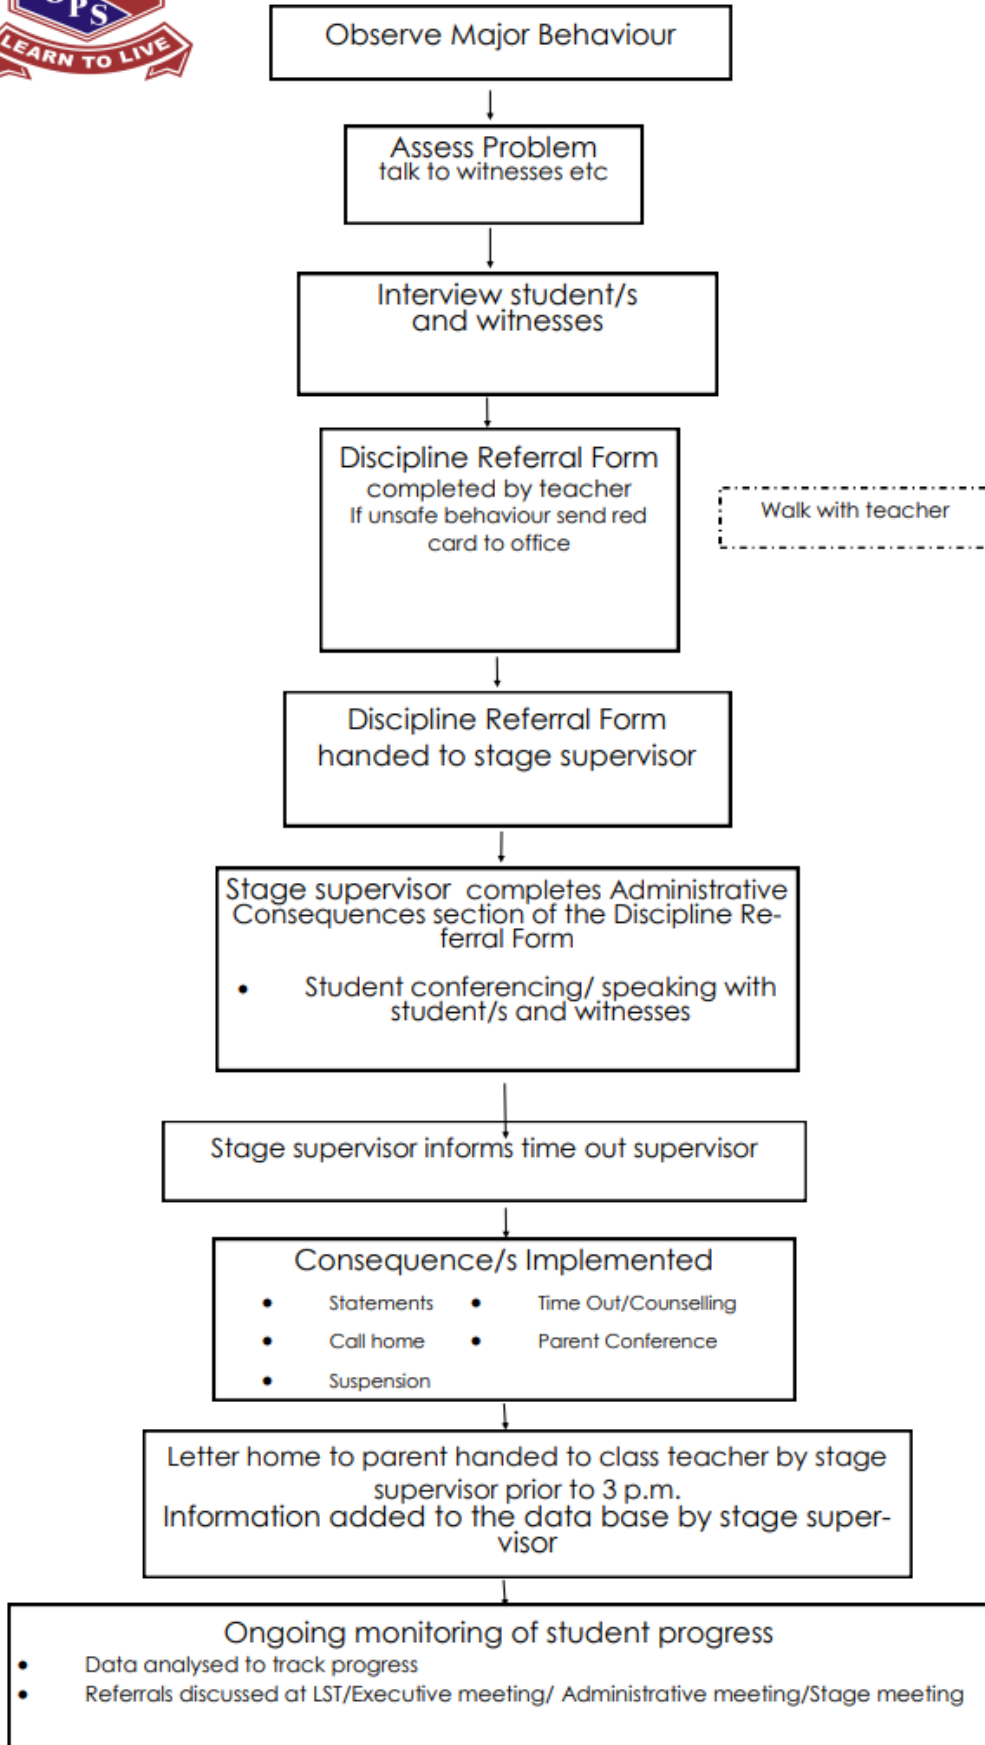 PS
LEARN TO LIVE
Observe Major Behaviour
Assess Problem
talk to witnesses etc
Interview student/s
and witnesses
Discipline Referral Form
completed by teacher
If unsafe behaviour send red
card to office
Walk with teacher
Discipline Referral Form
handed to stage supervisor
Stage supervisor completes Administrative
Consequences section of the Discipline Re-
ferral Form
• Student conferencing/ speaking with
student/s and witnesses
Stage supervisor informs time out supervisor
Consequence/s Implemented
• Statements • Time Out/Counselling
• Call home • Parent Conference
• Suspension
Letter home to parent handed to class teacher by stage
supervisor prior to 3 p.m.
Information added to the data base by stage super-
visor
Ongoing monitoring of student progress
• Data analysed to track progress
• Referrals discussed at LST/Executive meeting/ Administrative meeting/Stage meeting